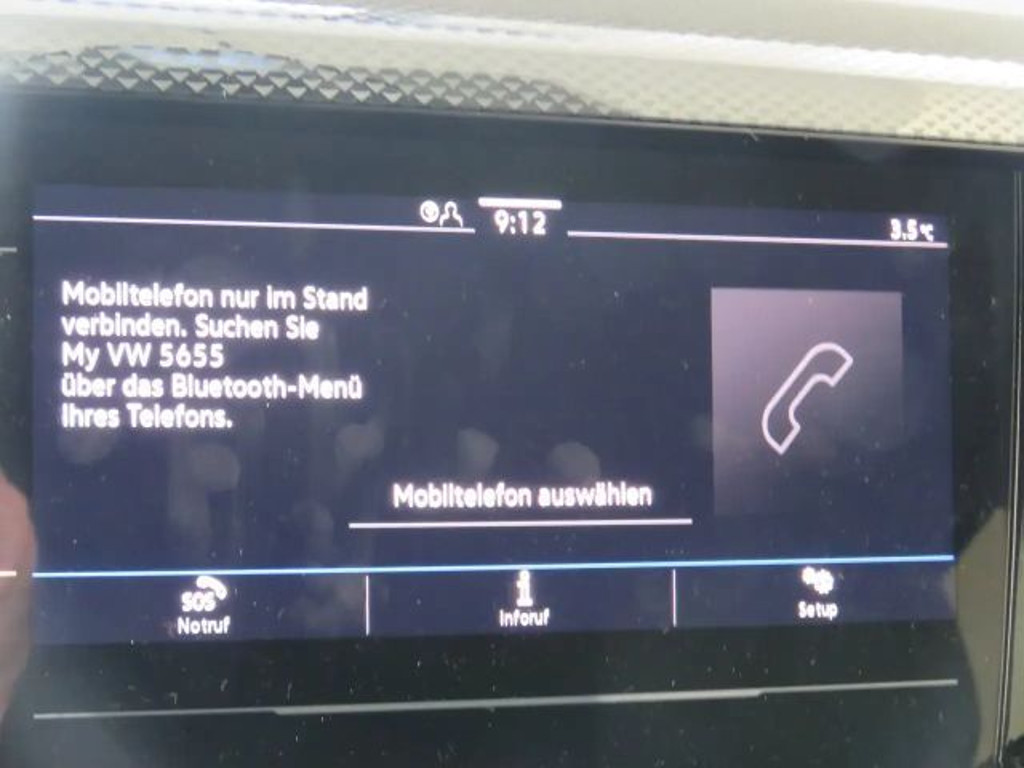 9:12
3.5°C
Mobiltelefon nur im Stand
verbinden. Suchen Sie
My VW 5655
über das Bluetooth-Menü
Ihres Telefons.
Mobiltelefon auswählen
SOS
Notruf
Inforuf
Setup